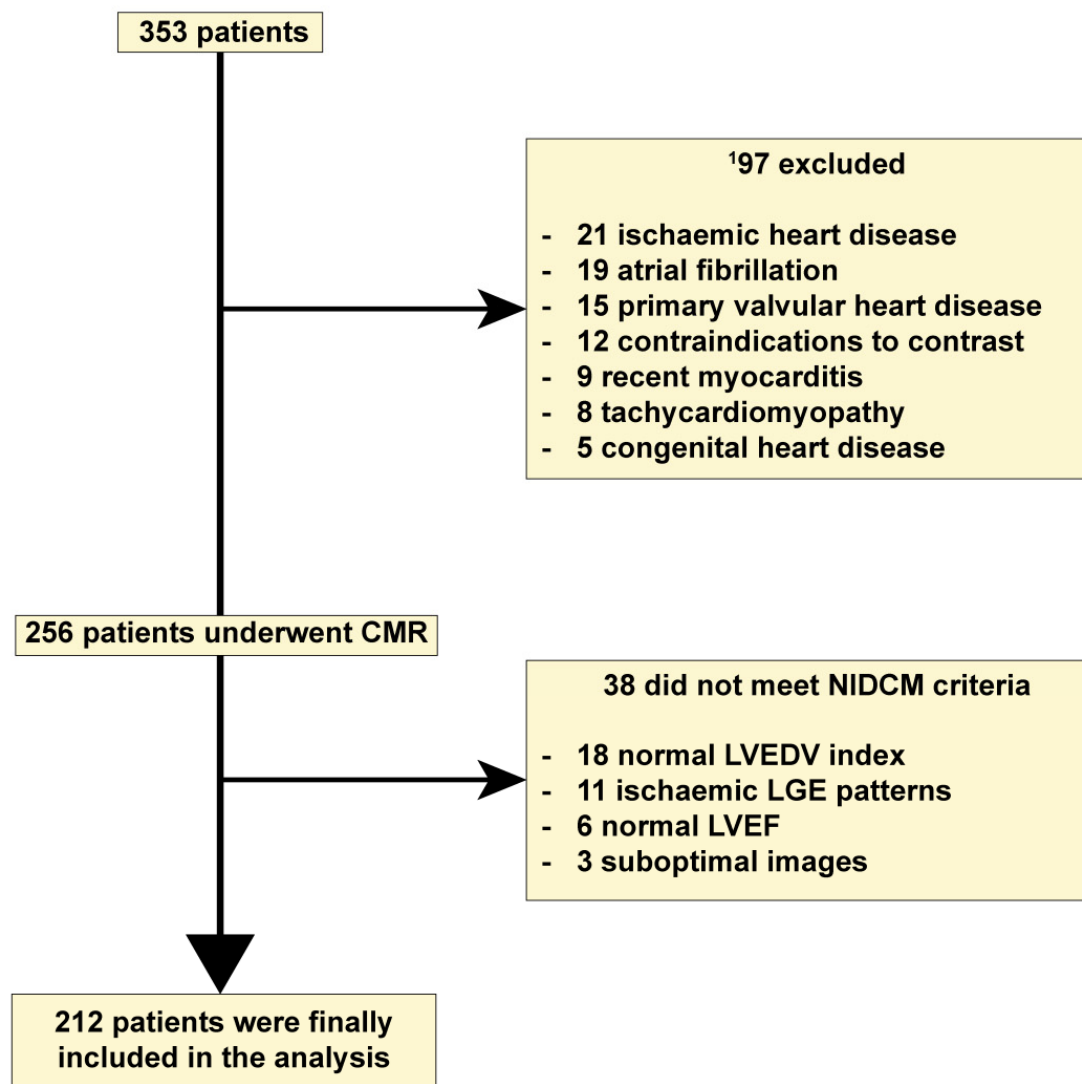 353 patients
¹97 excluded
- 21 ischaemic heart disease
- 19 atrial fibrillation
- 15 primary valvular heart disease
- 12 contraindications to contrast
- 9 recent myocarditis
- 8 tachycardiomyopathy
- 5 congenital heart disease
256 patients underwent CMR
38 did not meet NIDCM criteria
- 18 normal LVEDV index
- 11 ischaemic LGE patterns
- 6 normal LVEF
- 3 suboptimal images
212 patients were finally
included in the analysis